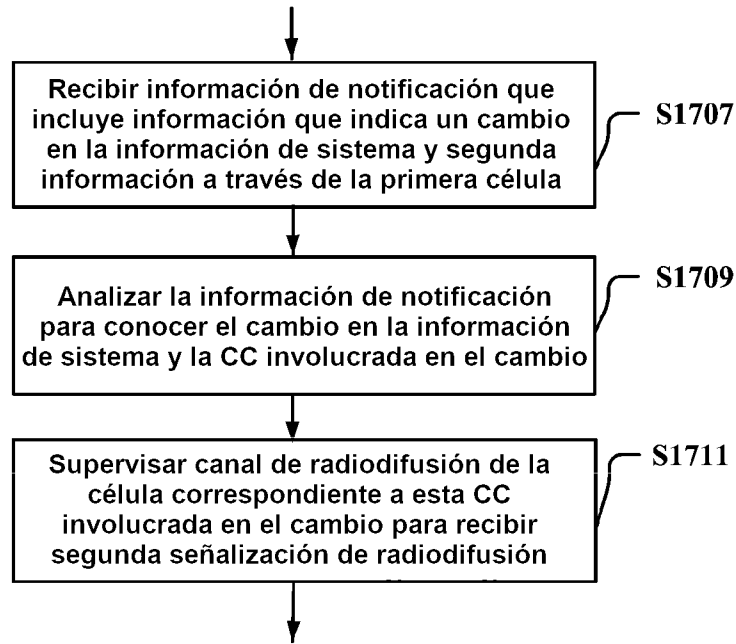 Recibir información de notificación que
incluye información que indica un cambio
en la información de sistema y segunda
información a través de la primera célula
S1707
Analizar la información de notificación
para conocer el cambio en la información
de sistema y la CC involucrada en el cambio
S1709
Supervisar canal de radiodifusión de la
célula correspondiente a esta CC
involucrada en el cambio para recibir
segunda señalización de radiodifusión
S1711